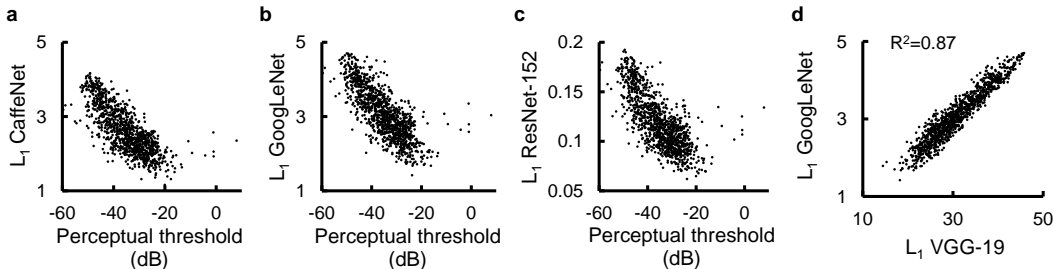 a
L1 CaffeNet
5
3
1
-60 -40 -20 0
Perceptual threshold
(dB)
b
L1 GoogLeNet
5
3
1
-60 -40 -20 0
Perceptual threshold
(dB)
c
L1 ResNet-152
0.2
0.15
0.1
0.05
-60 -40 -20 0
Perceptual threshold
(dB)
d
L1 GoogLeNet
5
3
1
R²=0.87
10 30 50
L1 VGG-19